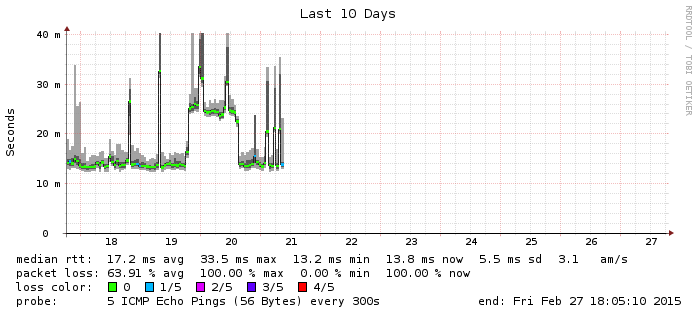 Last 10 Days
RRDTOOL / TOBI OETIKER
Seconds
40 m
30 m
20 m
10 m
0
18 19 20 21 22 23 24 25 26 27
median rtt: 17.2 ms avg 33.5 ms max 13.2 ms min 13.8 ms now 5.5 ms sd 3.1 am/s
packet loss: 63.91 % avg 100.00 % max 0.00 % min 100.00 % now
loss color: 0 1/5 2/5 3/5 4/5
probe: 5 ICMP Echo Pings (56 Bytes) every 300s end: Fri Feb 27 18:05:10 2015